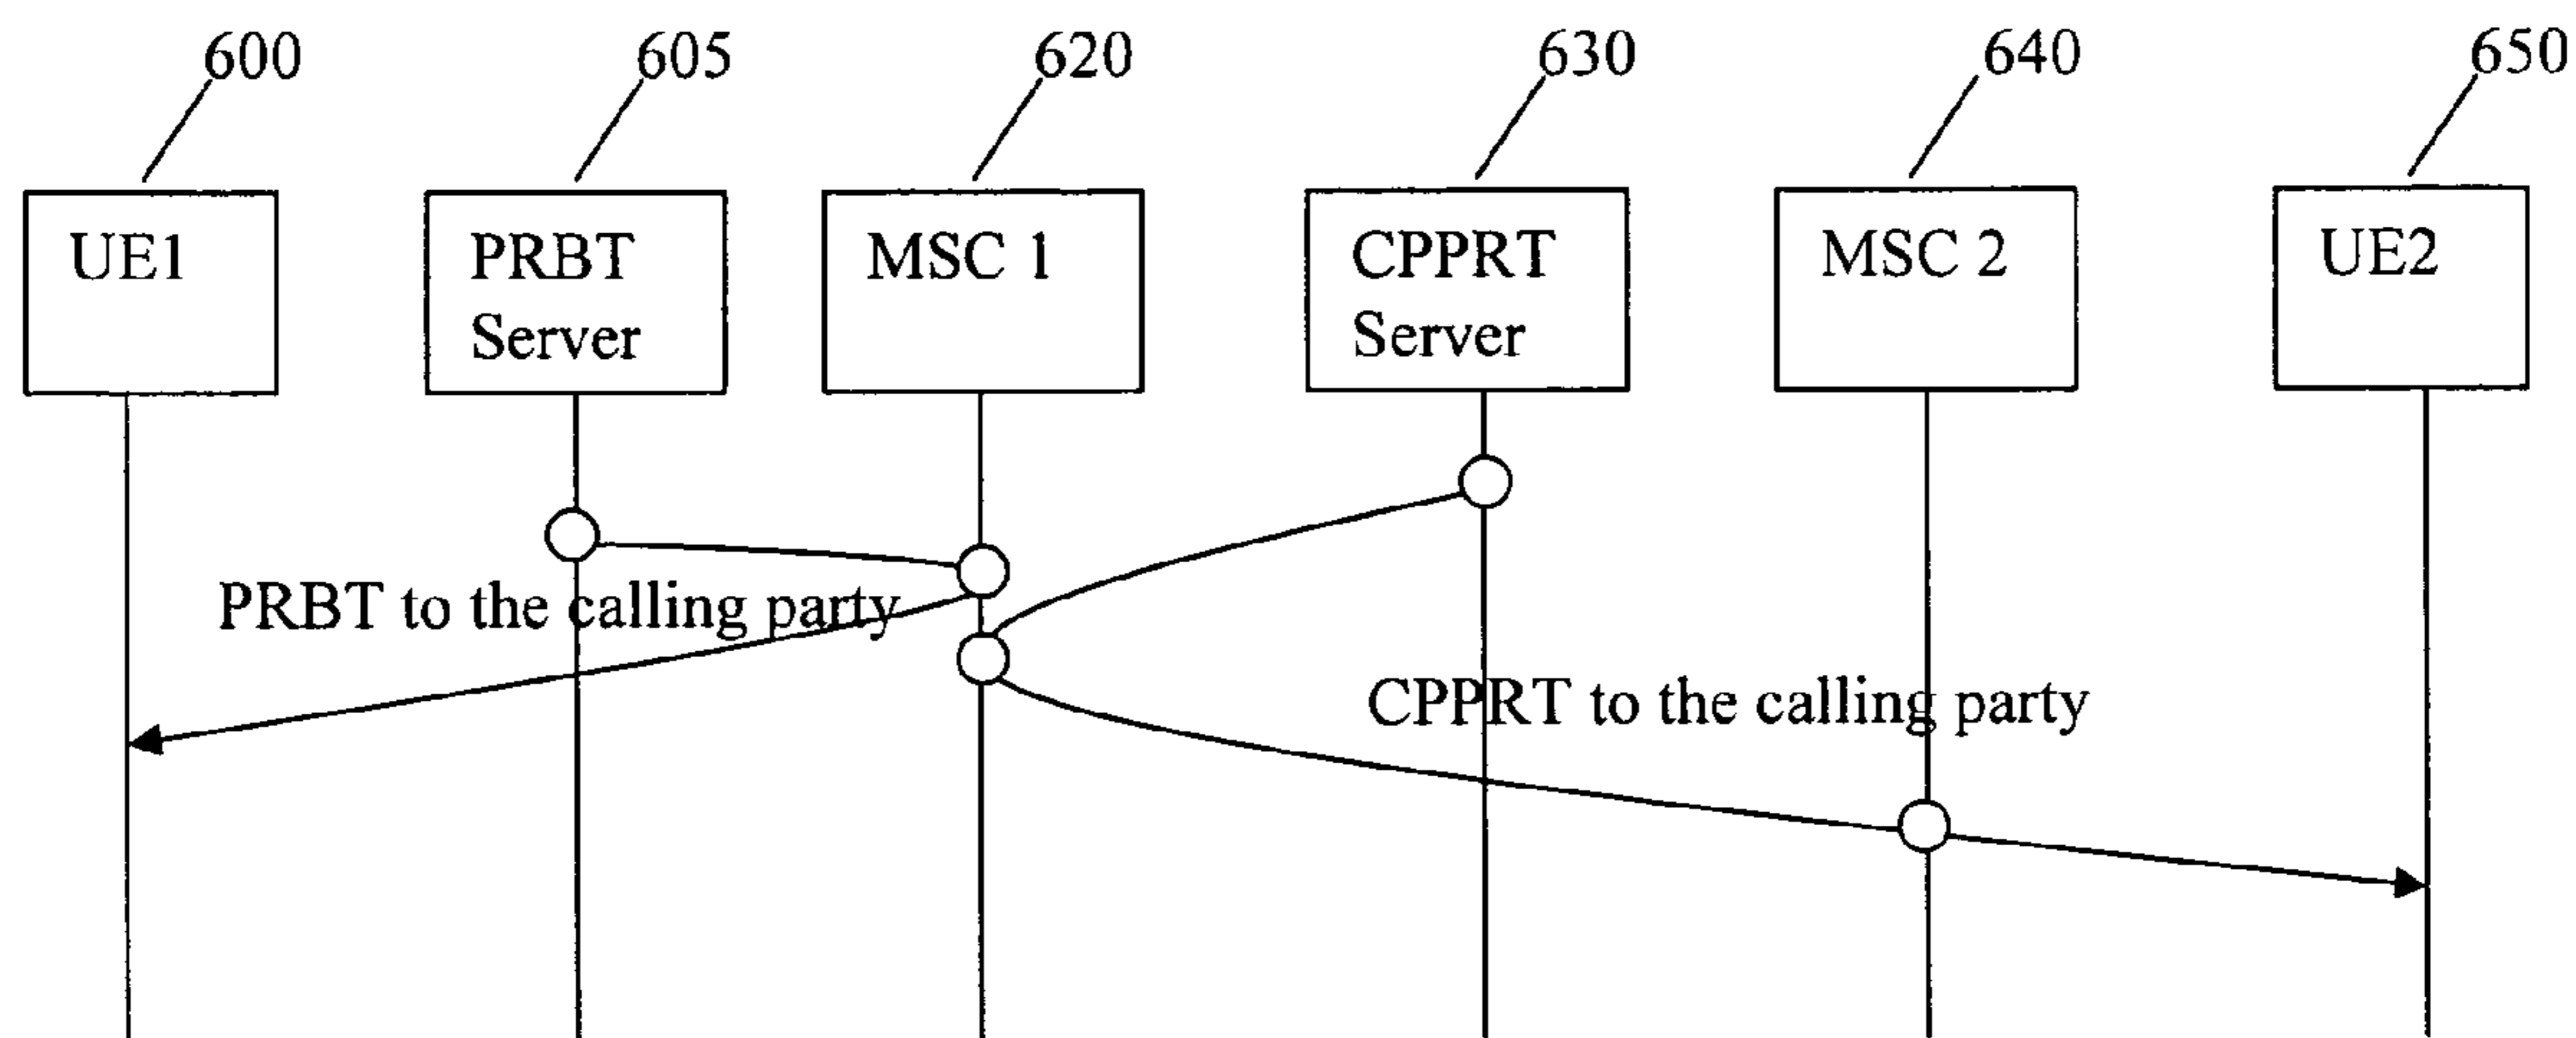 600
605
620
630
640
650
UE1
PRBT
Server
MSC 1
CPPRT
Server
MSC 2
UE2
PRBT to the calling party
CPPRT to the calling party